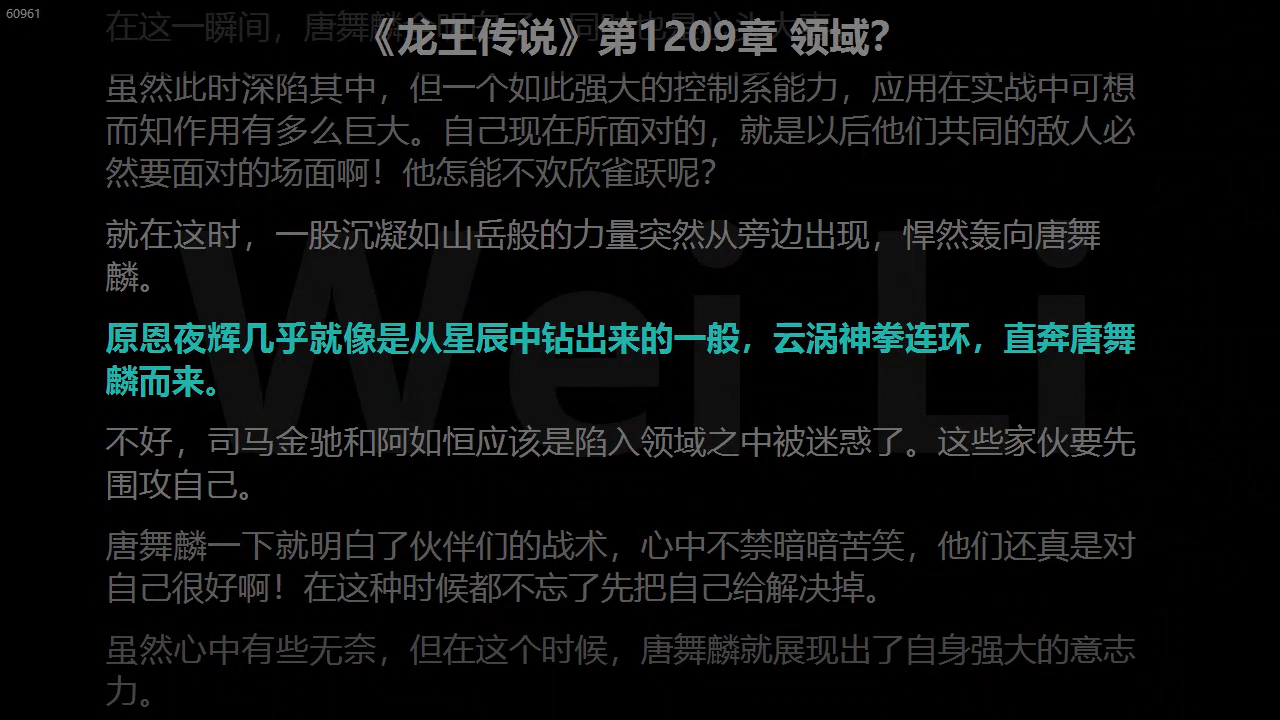 60961
《龙王传说》第1209章 领域？
虽然此时深陷其中，但一个如此强大的控制系能力，应用在实战中可想
而知作用有多么巨大。自己现在所面对的，就是以后他们共同的敌人必
然要面对的场面啊！他怎能不欢欣雀跃呢？
就在这时，一股沉凝如山岳般的力量突然从旁边出现，悍然轰向唐舞
麟。
原恩夜辉几乎就像是从星辰中钻出来的一般，云涡神拳连环，直奔唐舞
麟而来。
不好，司马金驰和阿如恒应该是陷入领域之中被迷惑了。这些家伙要先
围攻自己。
唐舞麟一下就明白了伙伴们的战术，心中不禁暗暗苦笑，他们还真是对
自己很好啊！在这种时候都不忘了先把自己给解决掉。
虽然心中有些无奈，但在这个时候，唐舞麟就展现出了自身强大的意志
力。
Wei Li